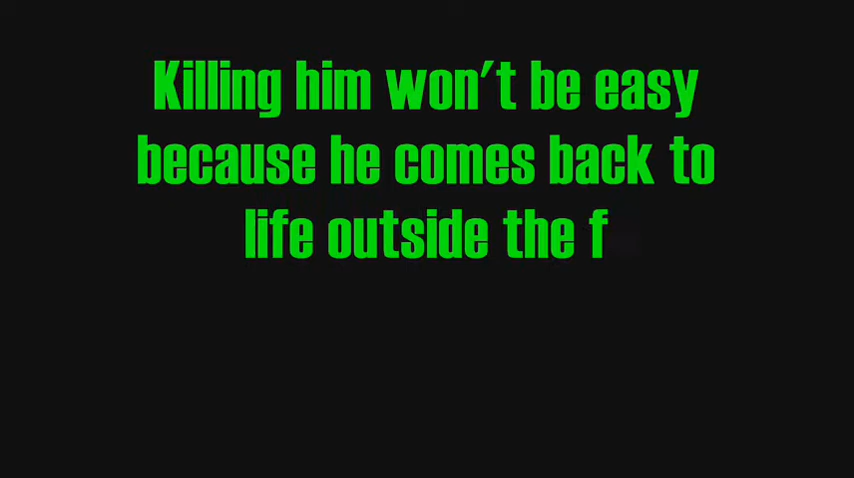 Killing him won't be easy
because he comes back to
life outside the f